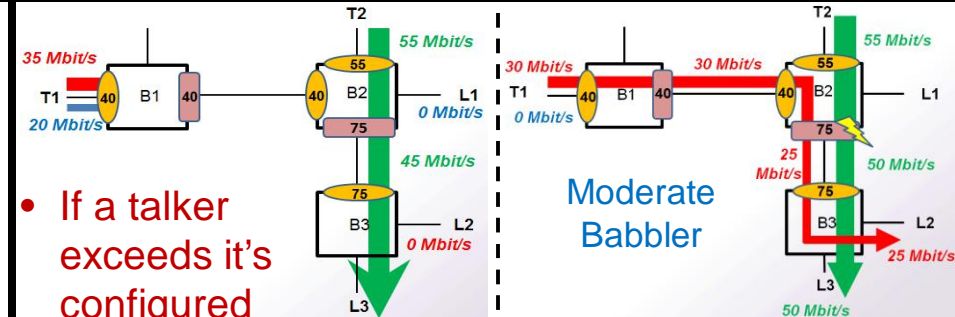 T2
35 Mbit/s
55 Mbit/s
55
T1
40
B1
40
40
B2
L1
20 Mbit/s
0 Mbit/s
75
45 Mbit/s
75
B3
L2
0 Mbit/s
L3
• If a talker
exceeds it's
configured
T2
55 Mbit/s
30 Mbit/s
30 Mbit/s
55
T1
40
B1
40
40
B2
L1
0 Mbit/s
75
25
Mbit/s
50 Mbit/s
Moderate
Babbler
75
B3
L2
25 Mbit/s
L3
50 Mbit/s